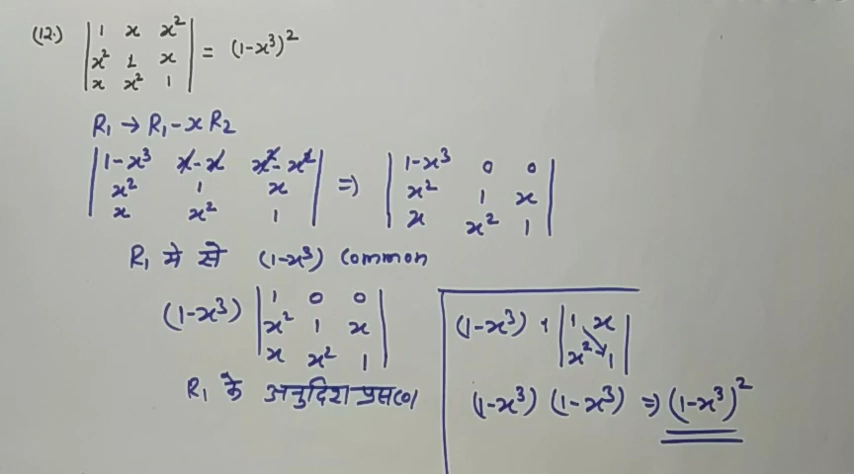 (12.) | 1 x x² |
| x² 1 x | = (1-x³)²
| x x² 1 |
R₁ → R₁ - x R₂
| 1-x³ x-x x²-x² | ⇒ | 1-x³ 0 0 |
| x² 1 x | | x² 1 x |
| x x² 1 | | x x² 1 |
R₁ मे से (1-x³) common
(1-x³) | 1 0 0 |
| x² 1 x |
| x x² 1 |
R₁ के अनुदिश प्रसरण
(1-x³) · | 1 x |
| x² 1 |
(1-x³) (1-x³) ⇒ (1-x³)²